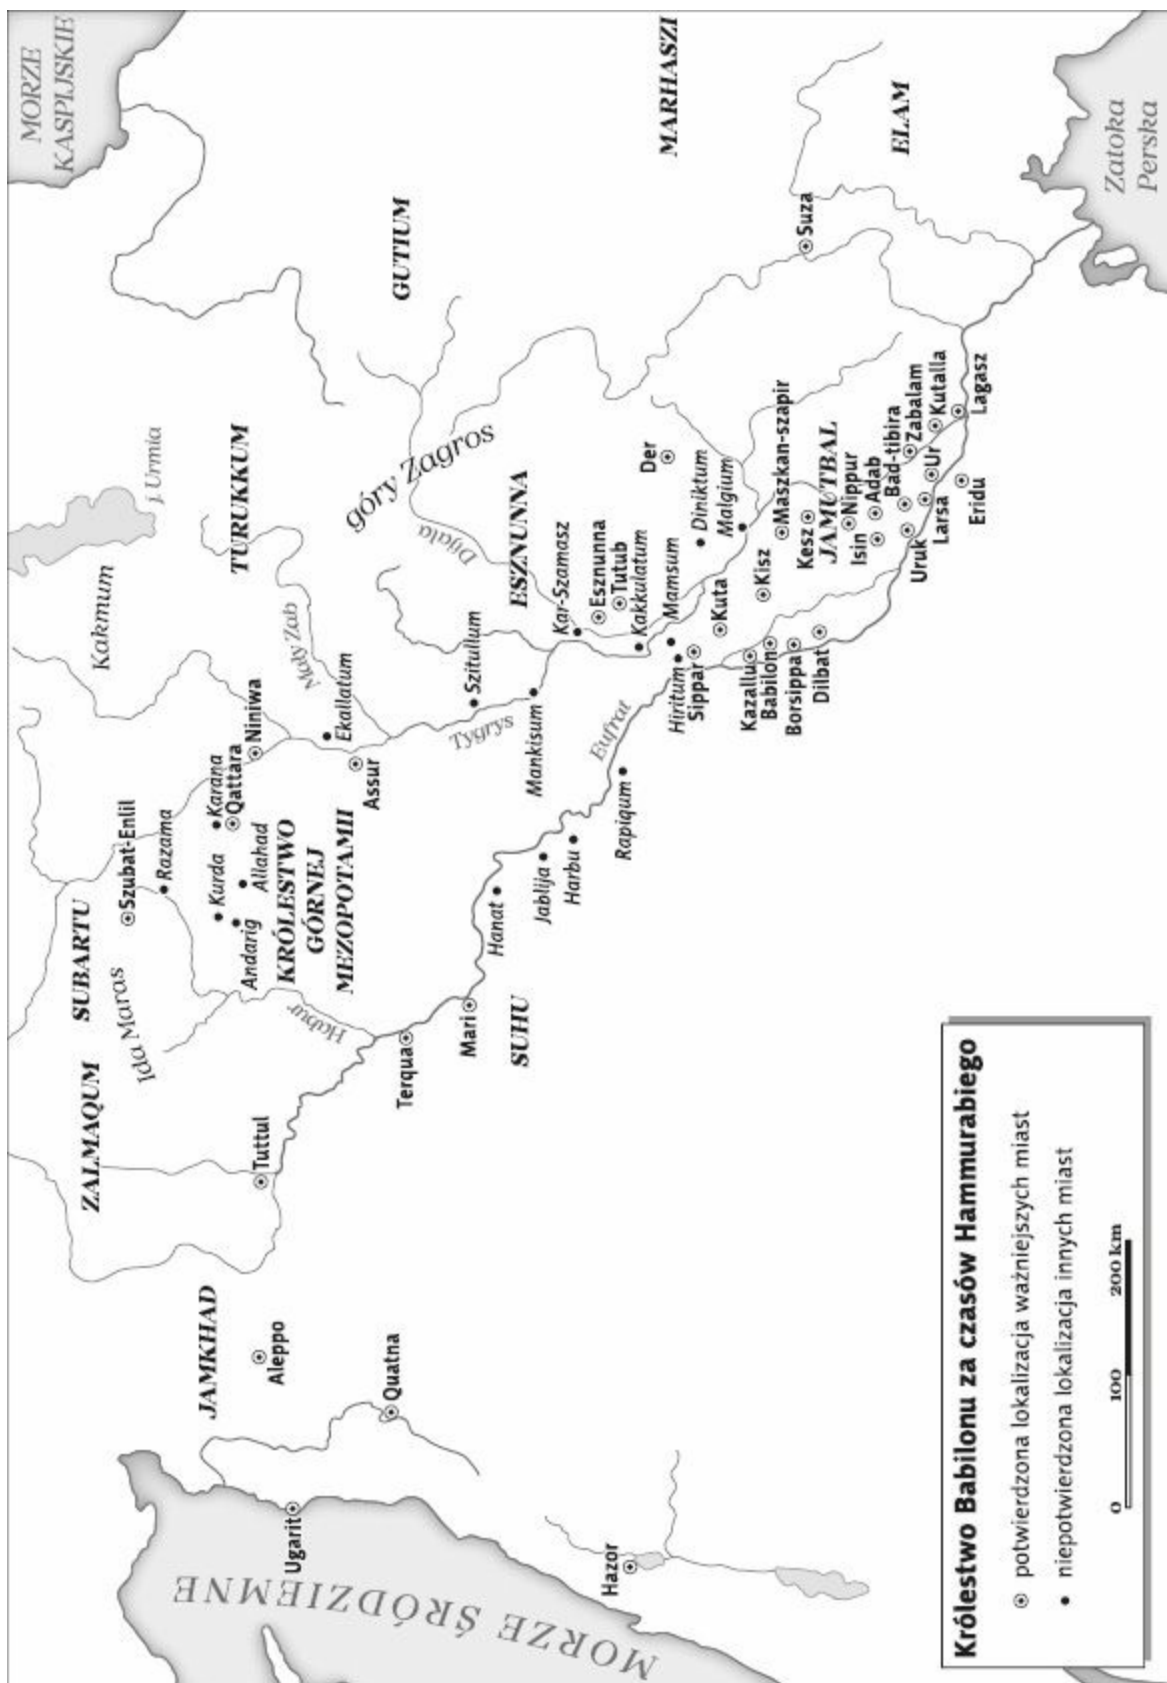 MORZE
KASPIJSKIE
MARHASZI
ELAM
Zatoka
Perska
GUTIUM
Suza
j. Urmia
TURUKKUM
góry Zagros
Dijala
Kakmum
Mały Zab
ESZNUNNA
Der
Diniktum
Malgium
Maszkan-szapir
JAMUTBAL
Kesz
Nippur
Isin
Adab
Bad-tibira
Zabalam
Kutalla
Lagasz
Ur
Larsa
Uruk
Eridu
Kar-Szamasz
Esznunna
Tutub
Kakkulatum
Mamsum
Kuta
Kisz
Niniwa
Ekallatum
Szitullum
Tygrys
Mankisum
Eufrat
Hiritum
Sippar
Kazallu
Babilon
Borsippa
Dilbat
Szubat-Enlil
Razama
Karana
Qattara
Kurda
Allahad
Andarig
Assur
KRÓLESTWO
GÓRNEJ
MEZOPOTAMII
Rapiqum
Harbu
Jablija
Hanat
SUBARTU
Ida Maras
Habur
ZALMAQUM
Tuttul
Terqua
Mari
SUHU
JAMKHAD
Aleppo
Quatna
Ugarit
Hazor
MORZE ŚRÓDZIEMNE
Królestwo Babilonu za czasów Hammurabiego
potwierdzona lokalizacja ważniejszych miast
niepotwierdzona lokalizacja innych miast
0 100 200 km